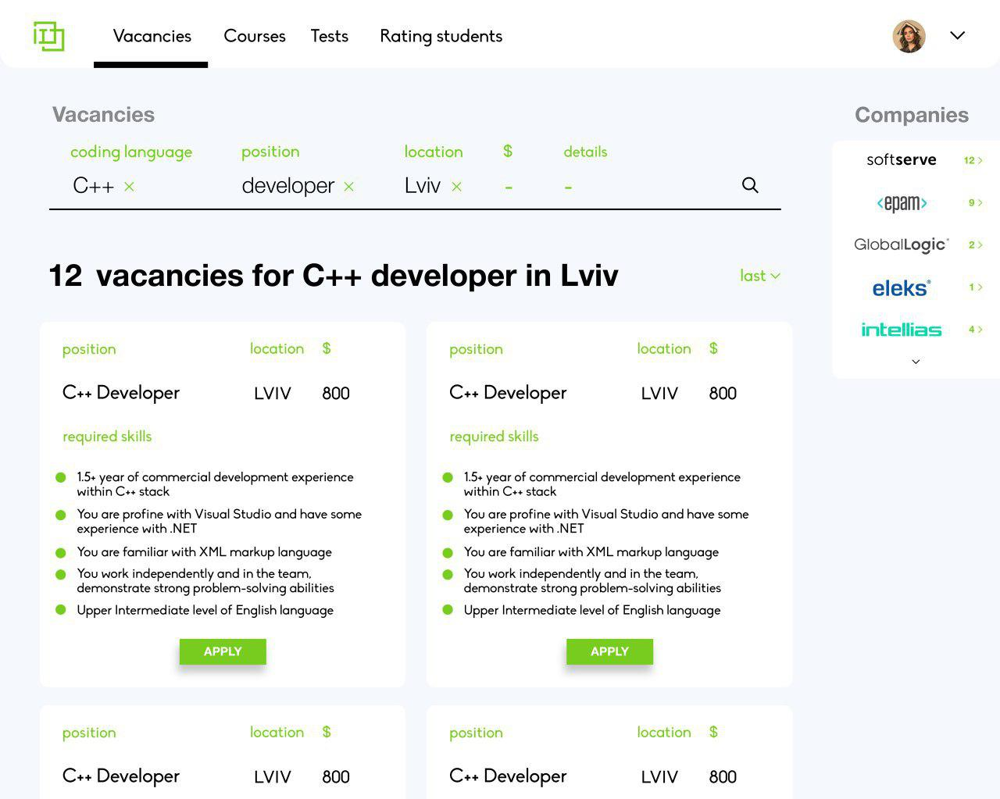 Vacancies Courses Tests Rating students
Vacancies
Companies
coding language position location $ details
C++ × developer × Lviv × - -
softserve 12 >
<epam> 9 >
GlobalLogic® 2 >
eleks® 1 >
intellias 4 >
12 vacancies for C++ developer in Lviv
last
position location $
C++ Developer LVIV 800
required skills
1.5+ year of commercial development experience
within C++ stack
You are profine with Visual Studio and have some
experience with .NET
You are familiar with XML markup language
You work independently and in the team,
demonstrate strong problem-solving abilities
Upper Intermediate level of English language
APPLY
position location $
C++ Developer LVIV 800
required skills
1.5+ year of commercial development experience
within C++ stack
You are profine with Visual Studio and have some
experience with .NET
You are familiar with XML markup language
You work independently and in the team,
demonstrate strong problem-solving abilities
Upper Intermediate level of English language
APPLY
position location $
C++ Developer LVIV 800
position location $
C++ Developer LVIV 800